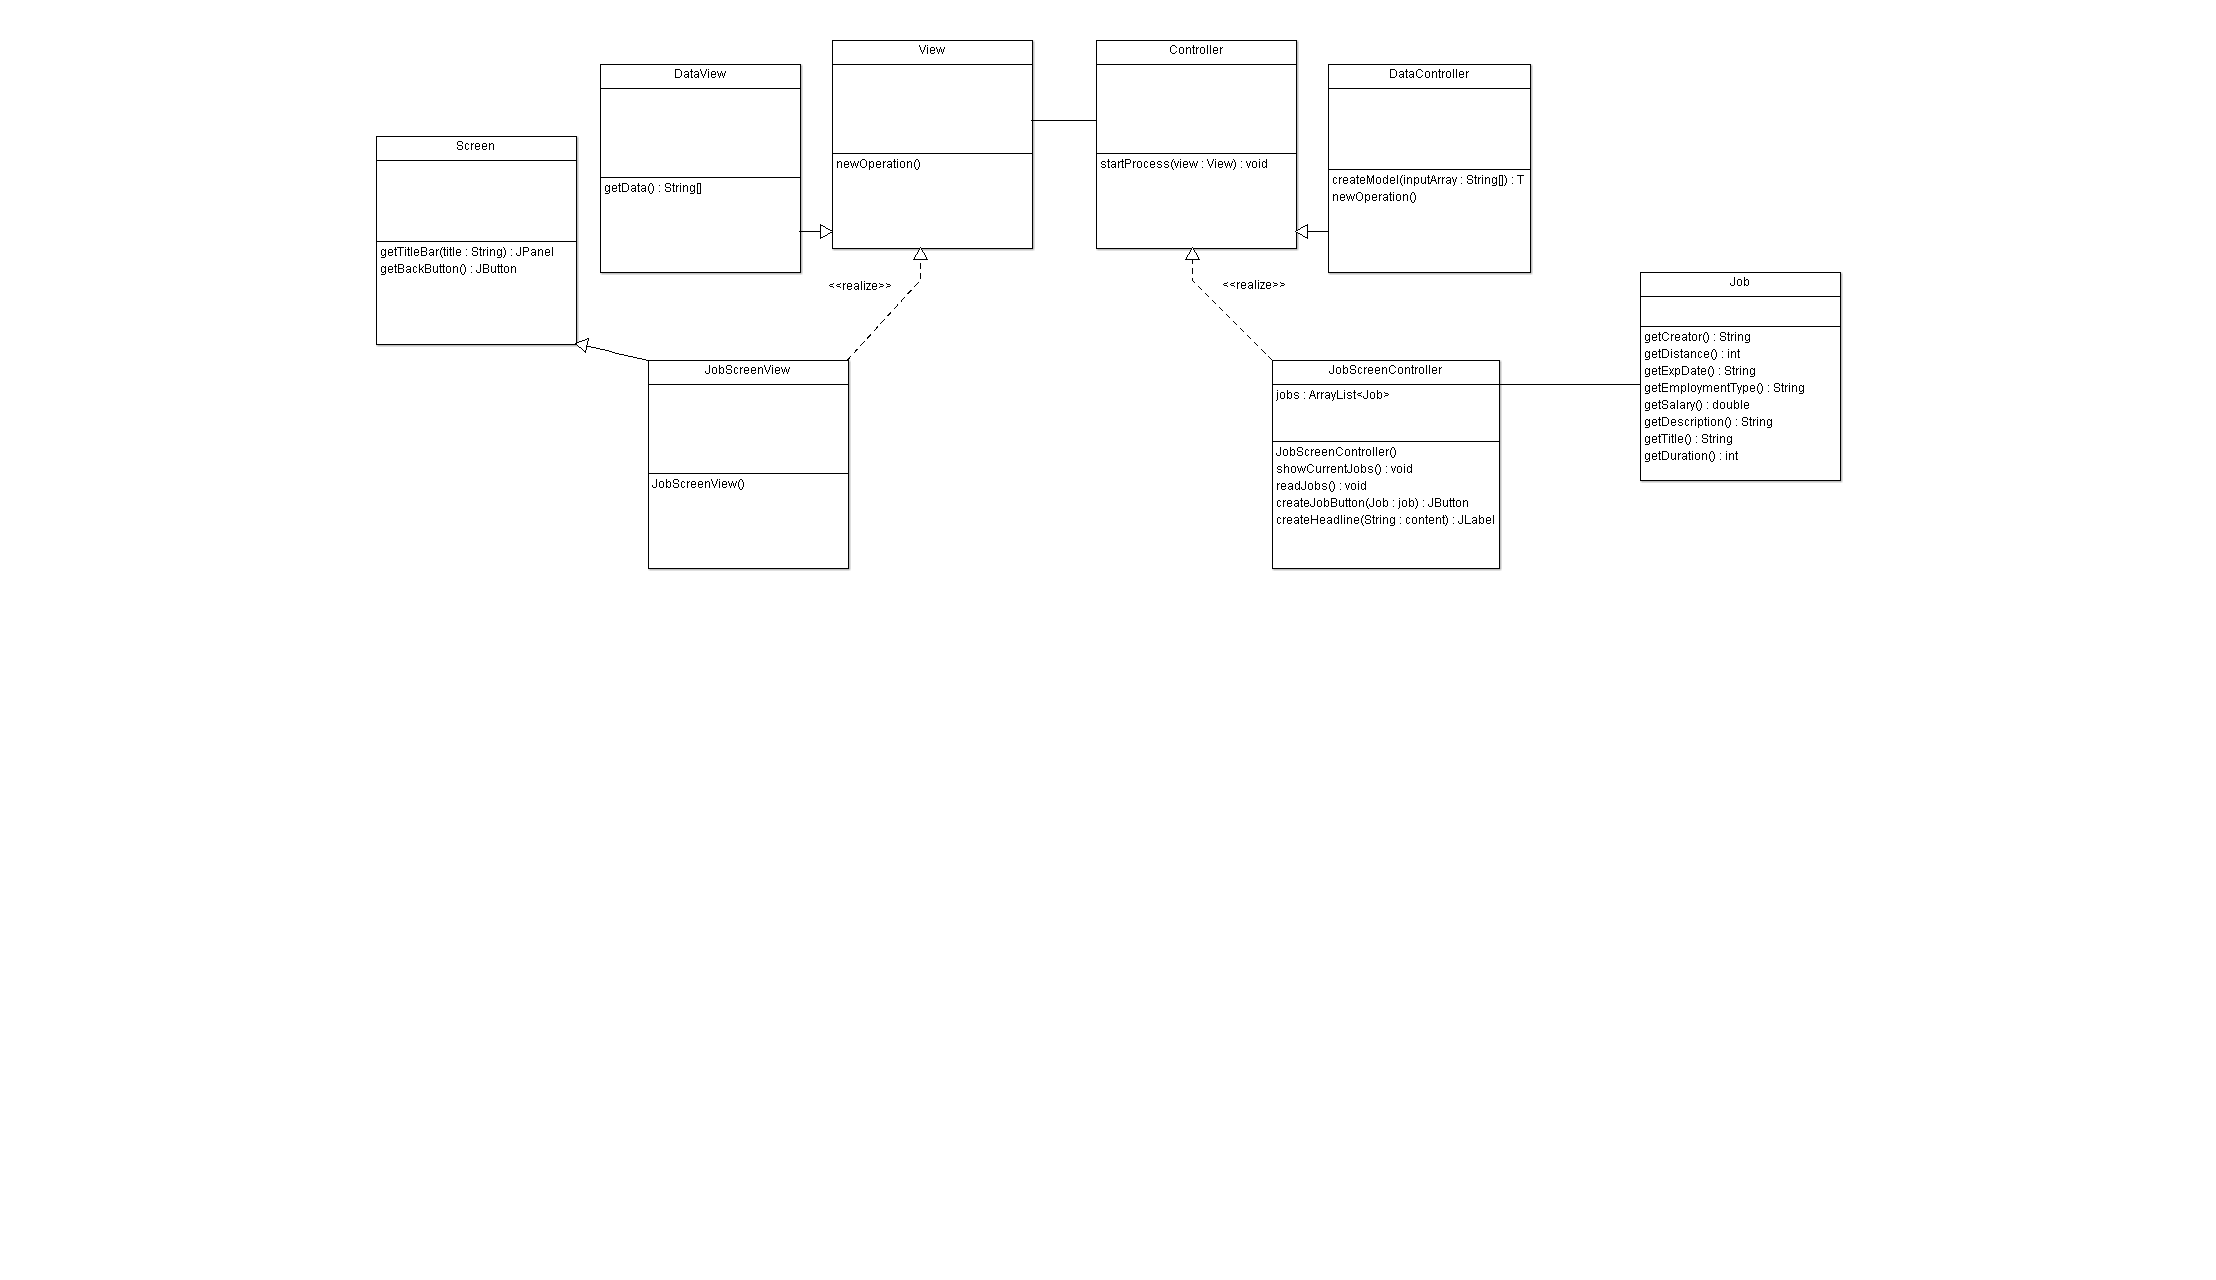 View
newOperation()
Controller
startProcess(view : View) : void
DataView
getData() : String[]
DataController
createModel(inputArray : String[]) : T
newOperation()
Screen
getTitleBar(title : String) : JPanel
getBackButton() : JButton
<<realize>>
<<realize>>
Job
getCreator() : String
getDistance() : int
getExpDate() : String
getEmploymentType() : String
getSalary() : double
getDescription() : String
getTitle() : String
getDuration() : int
JobScreenView
JobScreenView()
JobScreenController
jobs : ArrayList<Job>
JobScreenController()
showCurrentJobs() : void
readJobs() : void
createJobButton(Job : job) : JButton
createHeadline(String : content) : JLabel